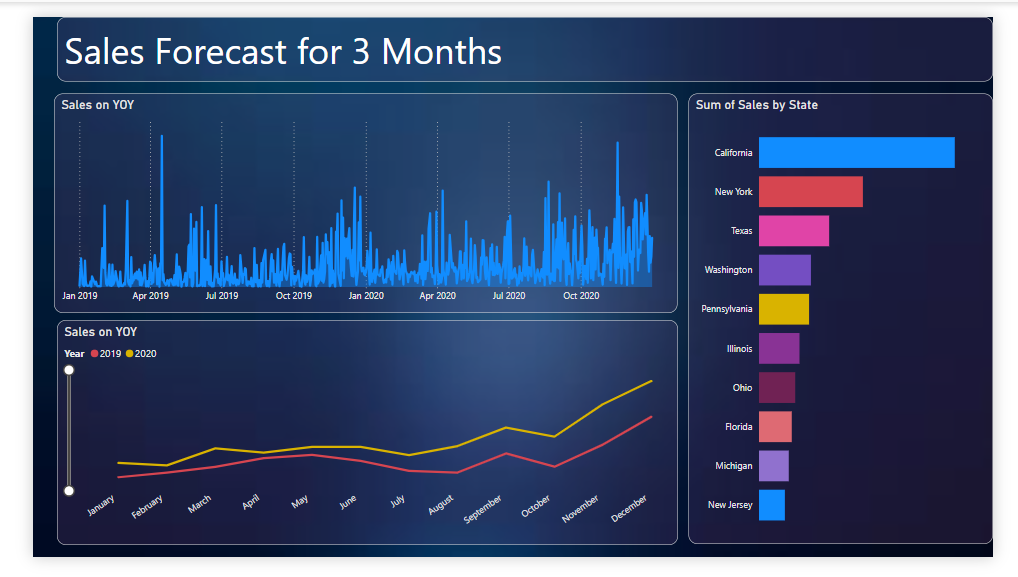 Sales Forecast for 3 Months
Sales on YOY
Jan 2019 Apr 2019 Jul 2019 Oct 2019 Jan 2020 Apr 2020 Jul 2020 Oct 2020
Sales on YOY
Year 2019 2020
January February March April May June July August September October November December
Sum of Sales by State
California
New York
Texas
Washington
Pennsylvania
Illinois
Ohio
Florida
Michigan
New Jersey